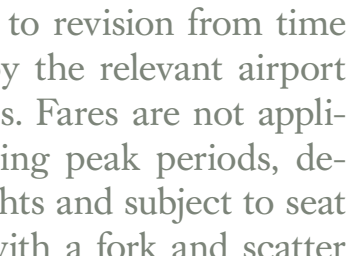 to revision from time
y the relevant airport
s. Fares are not appli-
ing peak periods, de-
hts and subject to seat
with a fork and scatter